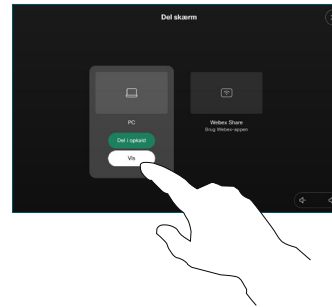 Del skærm
PC
Del i opkald
Vis
Webex Share
Brug Webex-appen